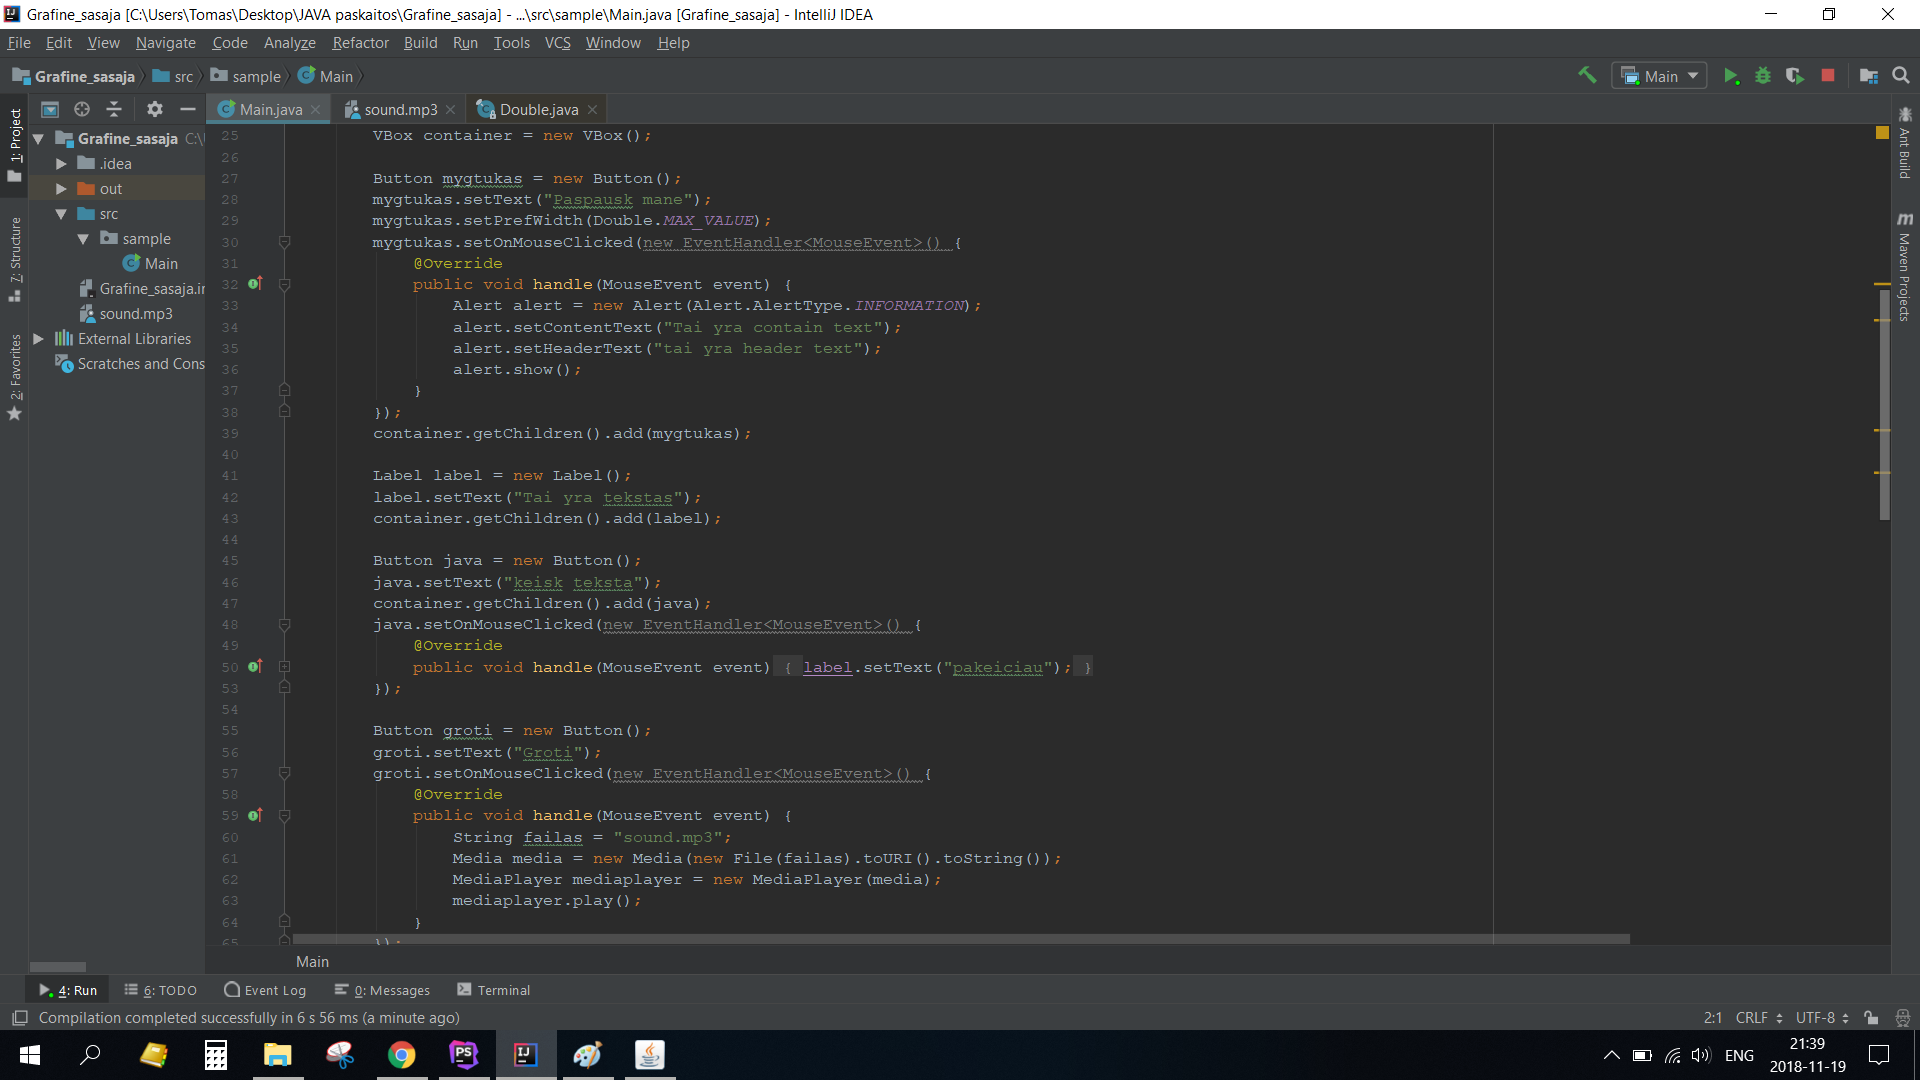 Grafine_sasaja [C:\Users\Tomas\Desktop\JAVA paskaitos\Grafine_sasaja] - ...\src\sample\Main.java [Grafine_sasaja] - IntelliJ IDEA
File Edit View Navigate Code Analyze Refactor Build Run Tools VCS Window Help
Grafine_sasaja src sample Main
Main
Main.java sound.mp3 Double.java
1: Project
7: Structure
2: Favorites
Grafine_sasaja C:\
.idea
out
src
sample
Main
Grafine_sasaja.ir
sound.mp3
External Libraries
Scratches and Cons
25 VBox container = new VBox();
26
27 Button mygtukas = new Button();
28 mygtukas.setText("Paspausk mane");
29 mygtukas.setPrefWidth(Double.MAX_VALUE);
30 mygtukas.setOnMouseClicked(new EventHandler<MouseEvent>() {
31 @Override
32 public void handle(MouseEvent event) {
33 Alert alert = new Alert(Alert.AlertType.INFORMATION);
34 alert.setContentText("Tai yra contain text");
35 alert.setHeaderText("tai yra header text");
36 alert.show();
37 }
38 });
39 container.getChildren().add(mygtukas);
40
41 Label label = new Label();
42 label.setText("Tai yra tekstas");
43 container.getChildren().add(label);
44
45 Button java = new Button();
46 java.setText("keisk teksta");
47 container.getChildren().add(java);
48 java.setOnMouseClicked(new EventHandler<MouseEvent>() {
49 @Override
50 public void handle(MouseEvent event) { label.setText("pakeiciau"); }
53 });
54
55 Button groti = new Button();
56 groti.setText("Groti");
57 groti.setOnMouseClicked(new EventHandler<MouseEvent>() {
58 @Override
59 public void handle(MouseEvent event) {
60 String failas = "sound.mp3";
61 Media media = new Media(new File(failas).toURI().toString());
62 MediaPlayer mediaplayer = new MediaPlayer(media);
63 mediaplayer.play();
64 }
65 });
Main
Ant Build
m Maven Projects
4: Run 6: TODO Event Log 0: Messages Terminal
Compilation completed successfully in 6 s 56 ms (a minute ago)
2:1 CRLF UTF-8
PS IJ
ENG
21:39
2018-11-19